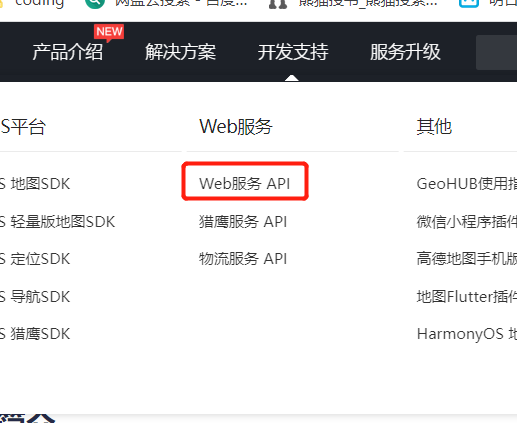 coding
网盘云搜索 - 百度...
熊猫搜书_熊猫搜索...
明日
NEW
产品介绍 解决方案 开发支持 服务升级
S平台
S 地图SDK
S 轻量版地图SDK
S 定位SDK
S 导航SDK
S 猎鹰SDK
Web服务
Web服务 API
猎鹰服务 API
物流服务 API
其他
GeoHUB使用指
微信小程序插件
高德地图手机版
地图Flutter插件
HarmonyOS 地